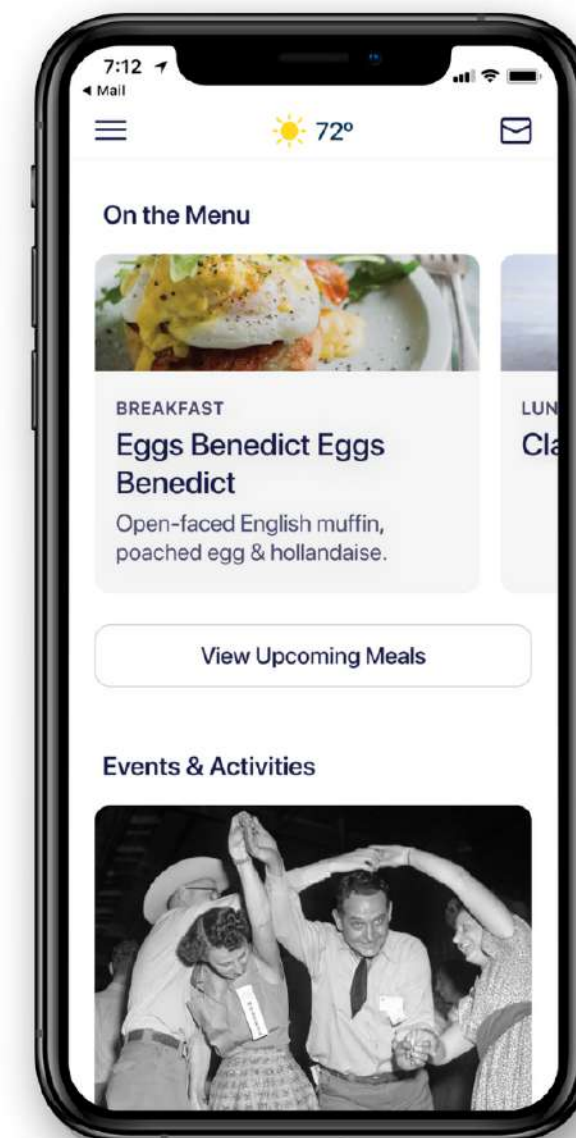 7:12
◀ Mail
72°
On the Menu
BREAKFAST
Eggs Benedict Eggs
Benedict
Open-faced English muffin,
poached egg & hollandaise.
LUN
Cla
View Upcoming Meals
Events & Activities